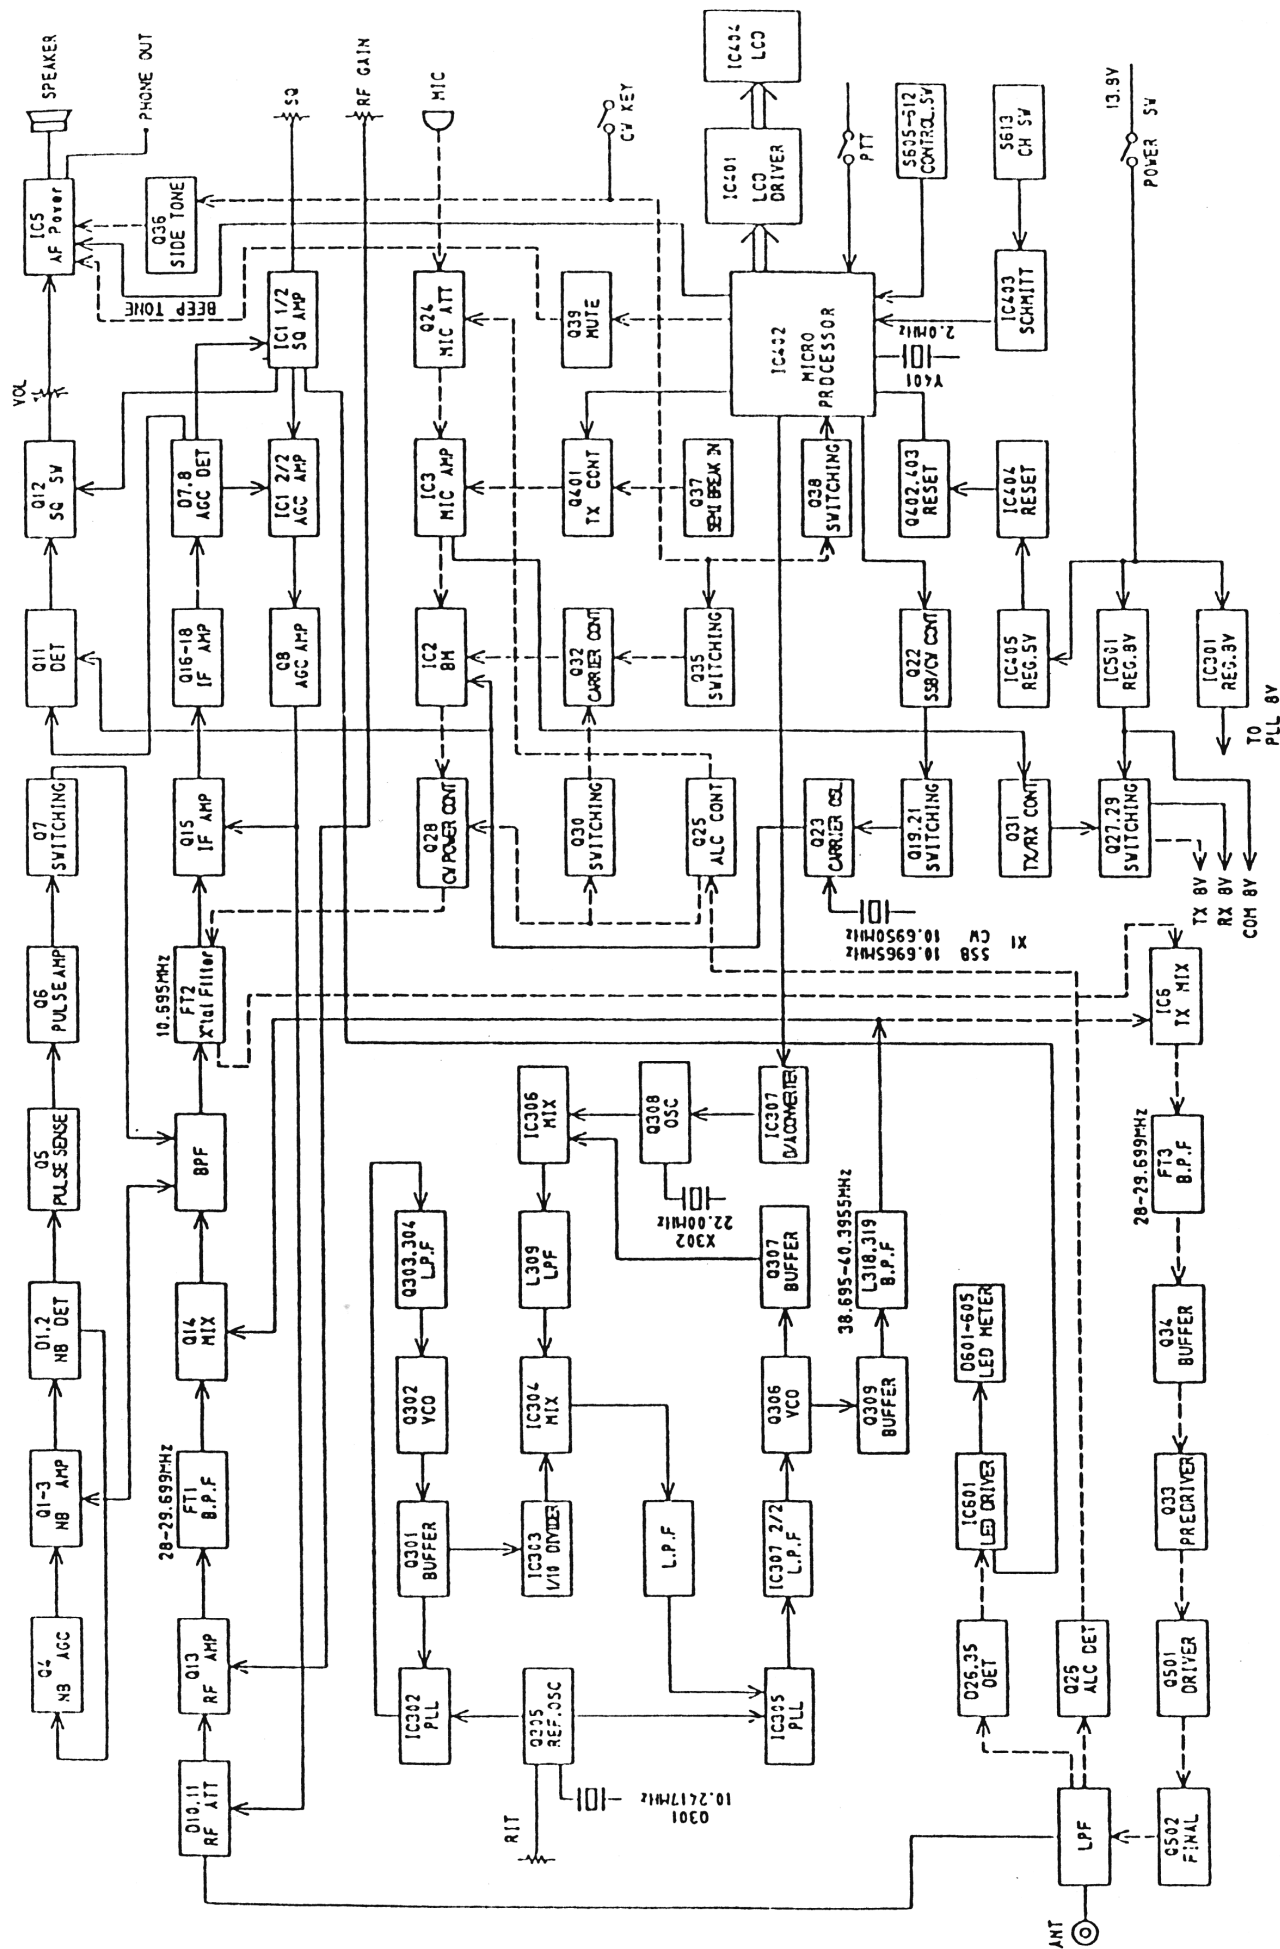 Q4
NB AGC
Q1-3
NB AMP
D1.2
NB DET
Q5
PULSE SENSE
Q6
PULSE AMP
Q7
SWITCHING
Q11
DET
Q12
SQ SW
VOL
IC5
AF Power
SPEAKER
PHONE OUT
D10.11
RF ATT
Q13
RF AMP
28-29.699MHz
FT1
B.P.F
Q14
MIX
BPF
10.695MHz
FT2
X'tal Filter
Q15
IF AMP
Q16-18
IF AMP
D7.8
AGC DET
Q36
SIDE TONE
BEEP TONE
Q8
AGC AMP
IC1 2/2
AGC AMP
IC1 1/2
SQ AMP
SQ
RF GAIN
IC302
PLL
Q301
BUFFER
Q302
VCO
Q303.304
L.P.F
Q28
CW POWER CONT
IC2
BM
IC3
MIC AMP
Q24
MIC ATT
MIC
RIT
Q305
REF.OSC
10.2417MHz
IC303
1/10 DIVIDER
IC304
MIX
L309
LPF
IC306
MIX
Q30
SWITCHING
Q32
CARRIER CONT
Q401
TX CONT
Q39
MUTE
CW KEY
L.P.F
X302
22.00MHz
Q308
OSC
Q25
ALC CONT
Q35
SWITCHING
Q37
SEMI BREAK IN
IC305
PLL
IC307 2/2
L.P.F
Q306
VCO
Q307
BUFFER
IC307
D/A CONVERTER
X1
SSB 10.6965MHz
CW 10.6950MHz
Q23
CARRIER OSL
Q38
SWITCHING
IC402
MICRO
PROCESSOR
IC401
LCD
DRIVER
IC404
LCD
Q309
BUFFER
38.695-40.3955MHz
L318.319
B.P.F
Q19.21
SWITCHING
Q22
SSB/CW CONT
Q402.403
RESET
Y401
2.0MHz
PTT
S605-612
CONTROL.SW
D26.35
DET
IC601
LED DRIVER
D601-605
LED METER
Q31
TX/RX CONT
IC405
REG.5V
IC404
RESET
IC403
SCHMITT
S613
CH SW
ANT
LPF
Q26
ALC DET
Q27.29
SWITCHING
IC501
REG.8V
13.8V
POWER SW
Q502
FINAL
Q501
DRIVER
Q33
PREDRIVER
Q34
BUFFER
28-29.699MHz
FT3
B.P.F
IC6
TX MIX
TX 8V
RX 8V
COM 8V
IC301
REG.8V
TO
PLL 8V